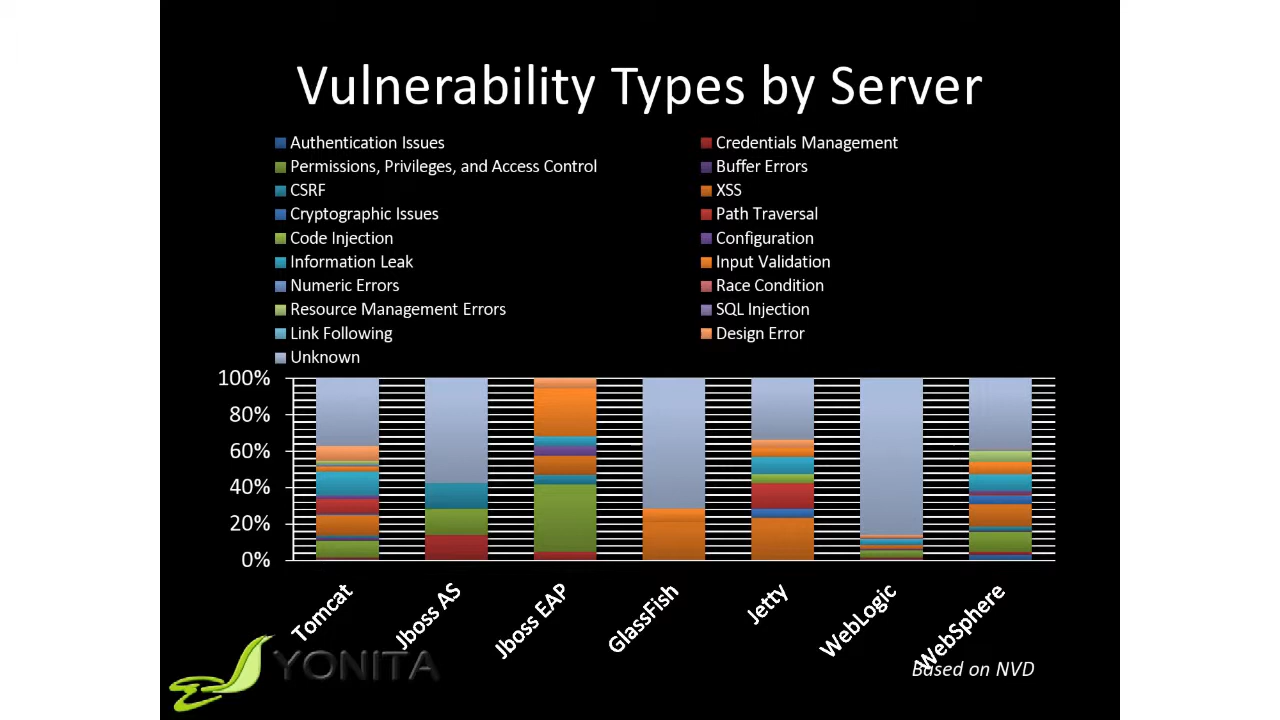 Vulnerability Types by Server
Authentication Issues
Credentials Management
Permissions, Privileges, and Access Control
Buffer Errors
CSRF
XSS
Cryptographic Issues
Path Traversal
Code Injection
Configuration
Information Leak
Input Validation
Numeric Errors
Race Condition
Resource Management Errors
SQL Injection
Link Following
Design Error
Unknown
100%
80%
60%
40%
20%
0%
Tomcat
Jboss AS
Jboss EAP
GlassFish
Jetty
WebLogic
WebSphere
YONITA
Based on NVD